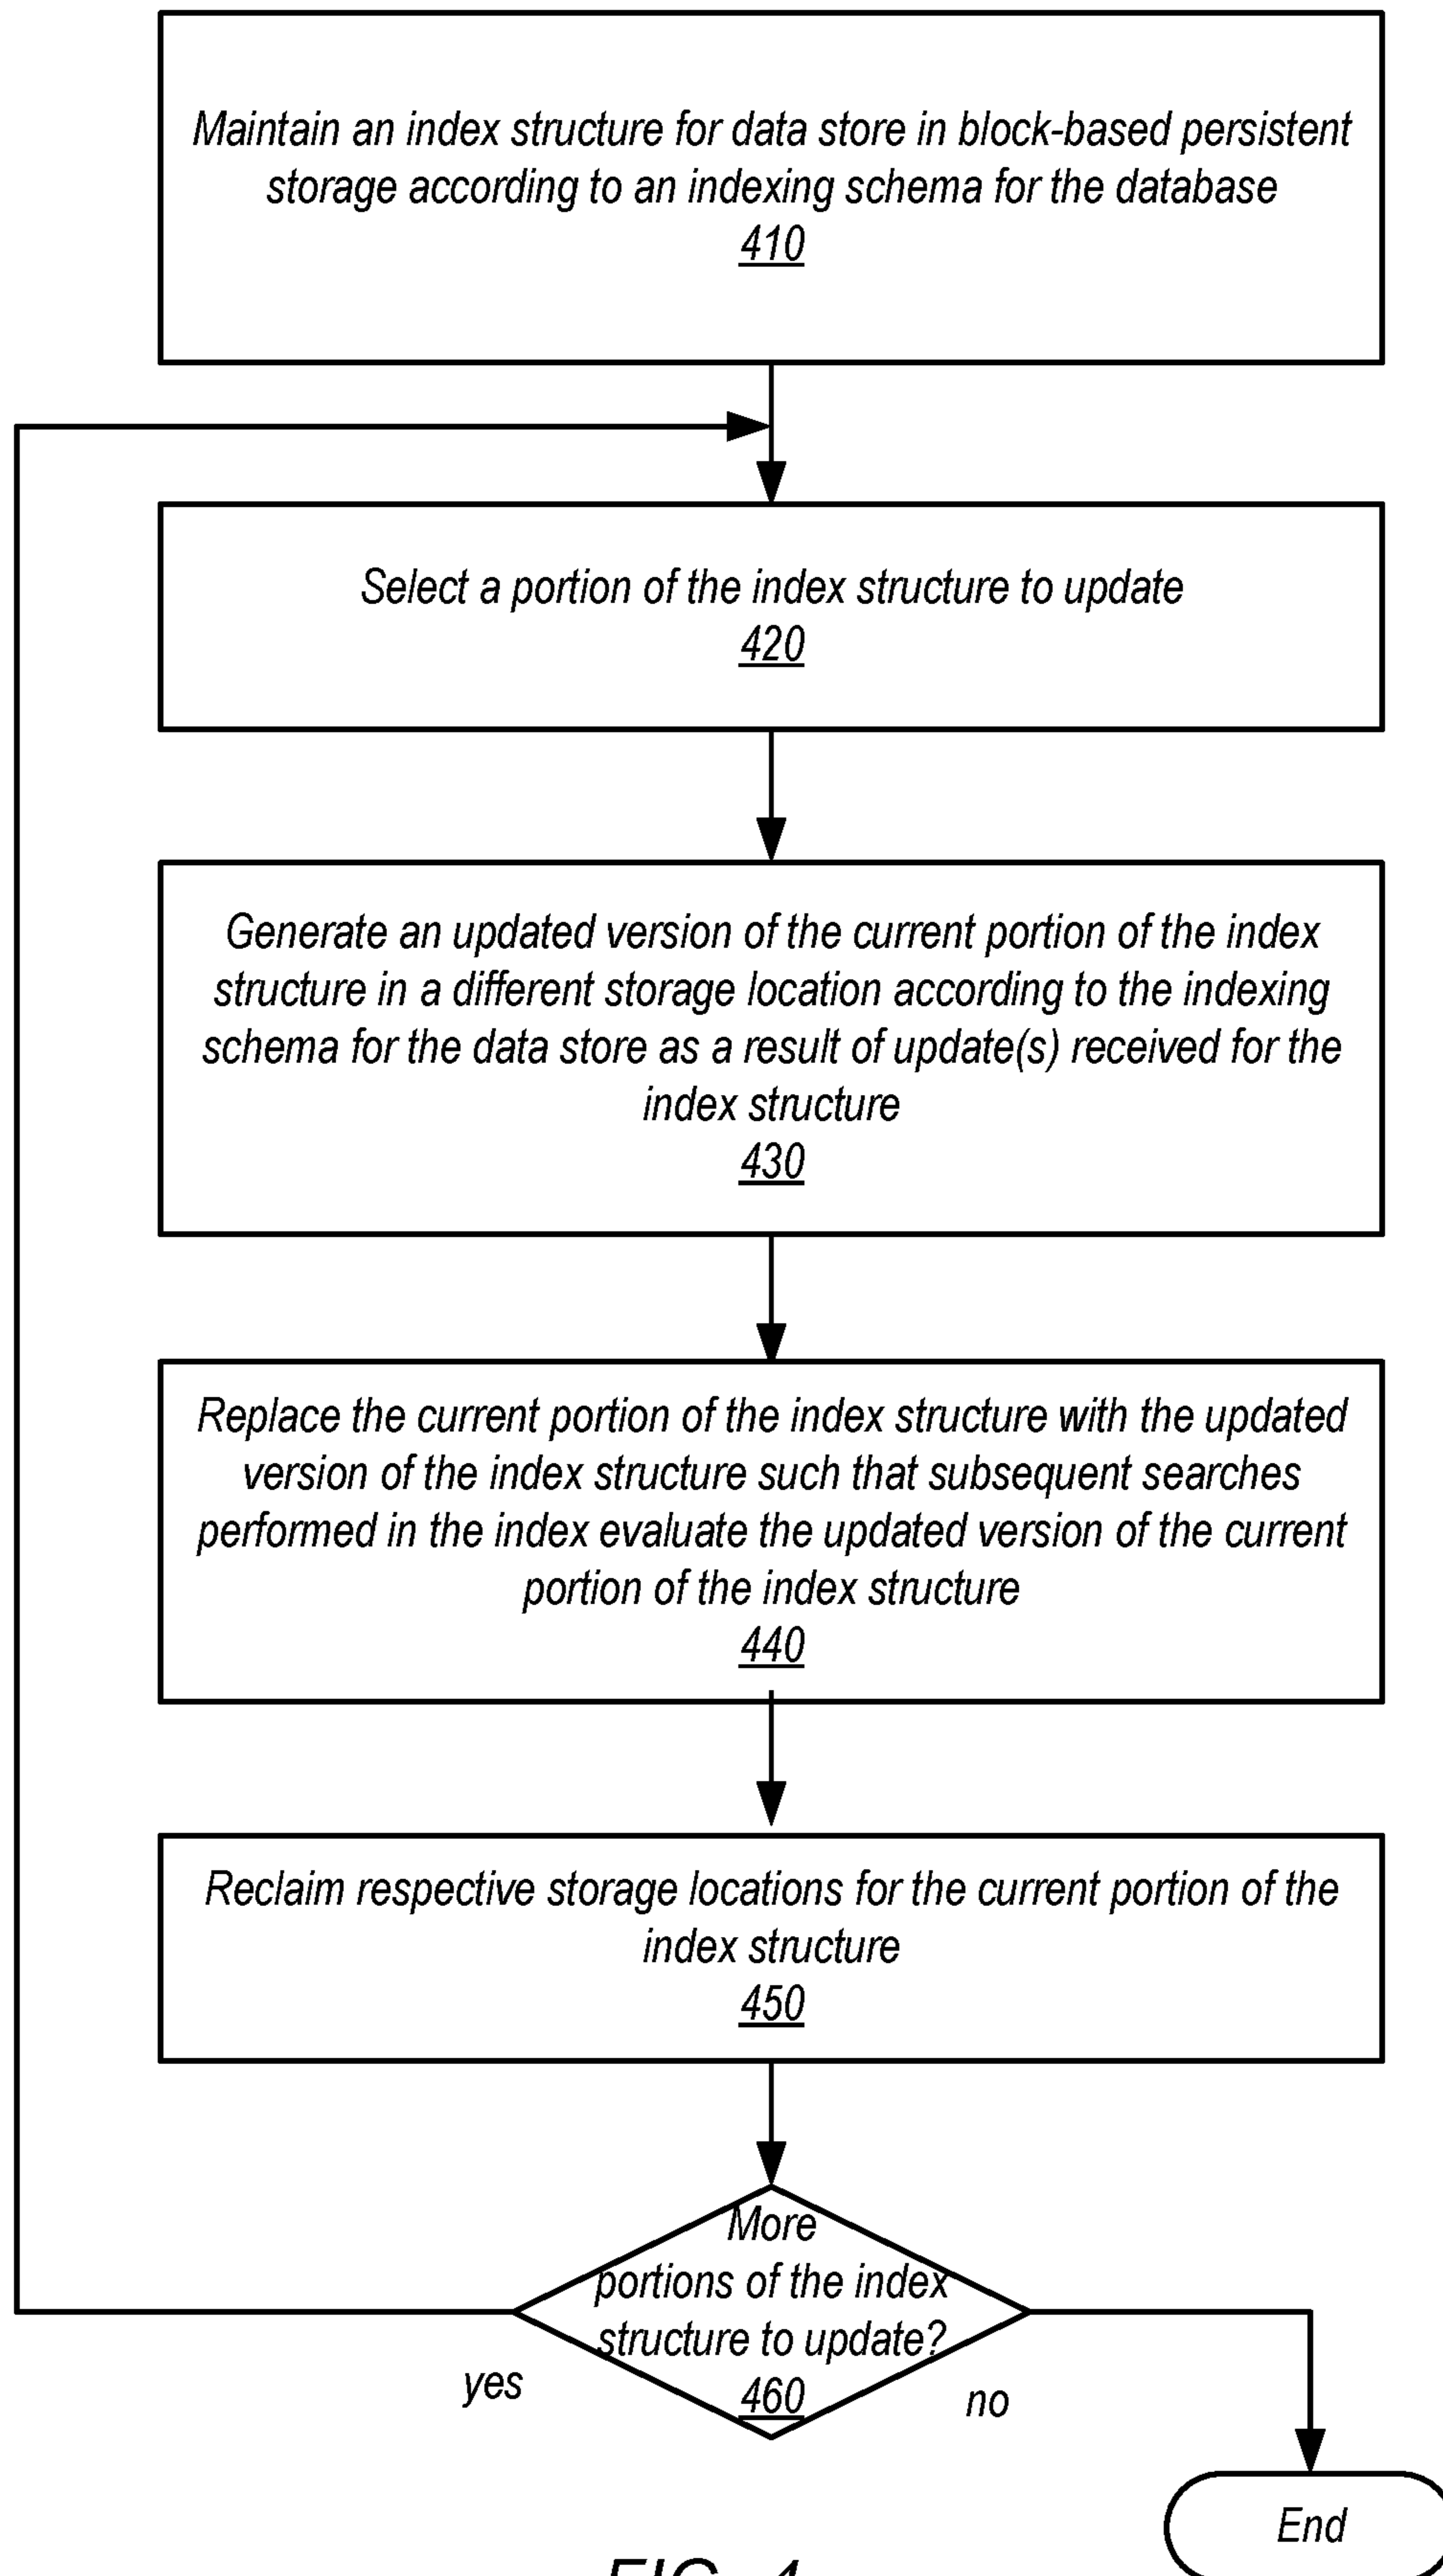 Maintain an index structure for data store in block-based persistent
storage according to an indexing schema for the database
410
Select a portion of the index structure to update
420
Generate an updated version of the current portion of the index
structure in a different storage location according to the indexing
schema for the data store as a result of update(s) received for the
index structure
430
Replace the current portion of the index structure with the updated
version of the index structure such that subsequent searches
performed in the index evaluate the updated version of the current
portion of the index structure
440
Reclaim respective storage locations for the current portion of the
index structure
450
More
portions of the index
structure to update?
460
yes
no
End
FIG. 4